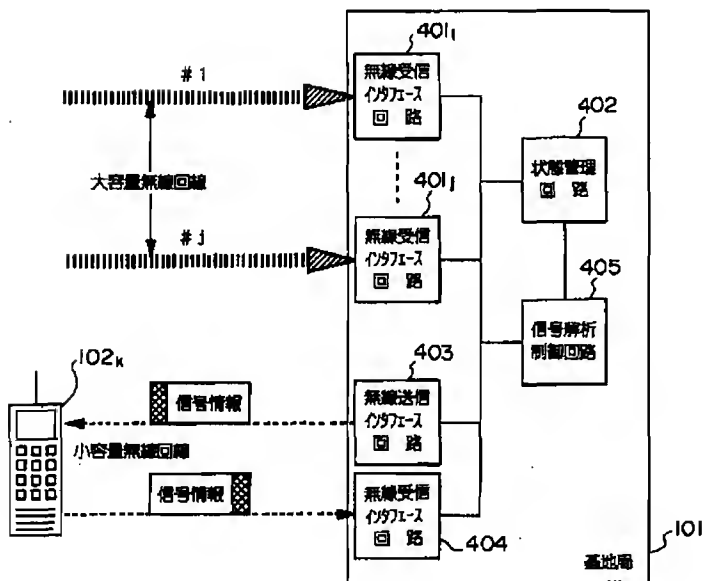 401₁
無線受信
インタフェース
回 路
#1
402
状態管理
回 路
大容量無線回線
401j
無線受信
インタフェース
回 路
#j
405
信号解析
制御回路
102k
403
無線送信
インタフェース
回 路
信号情報
小容量無線回線
信号情報
無線受信
インタフェース
回 路
404
101
基地局